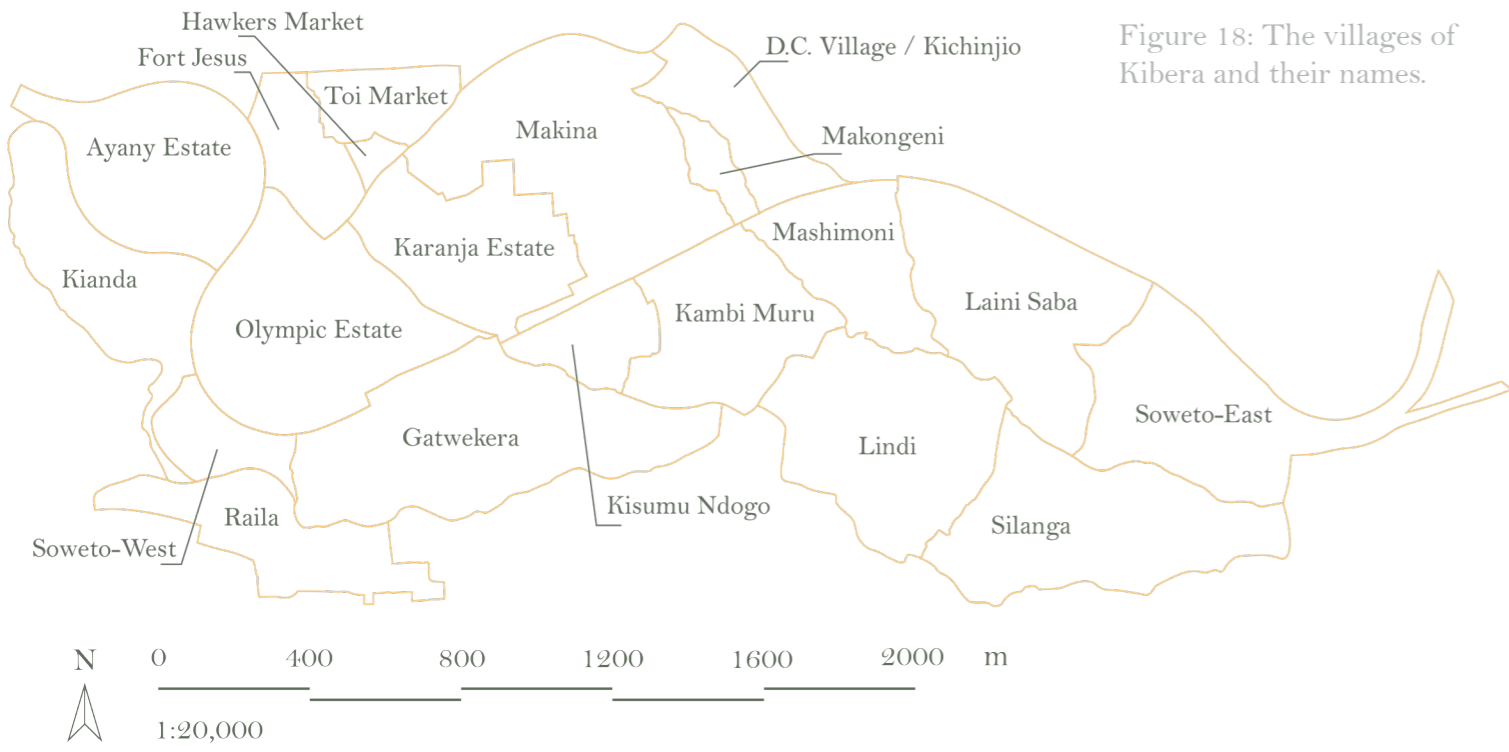 Hawkers Market
Fort Jesus
D.C. Village / Kichinjio
Figure 18: The villages of
Kibera and their names.
Toi Market
Ayany Estate
Makina
Makongeni
Karanja Estate
Mashimoni
Kianda
Laini Saba
Kambi Muru
Olympic Estate
Soweto-East
Gatwekera
Lindi
Kisumu Ndogo
Raila
Silanga
Soweto-West
N 0 400 800 1200 1600 2000 m
1:20,000